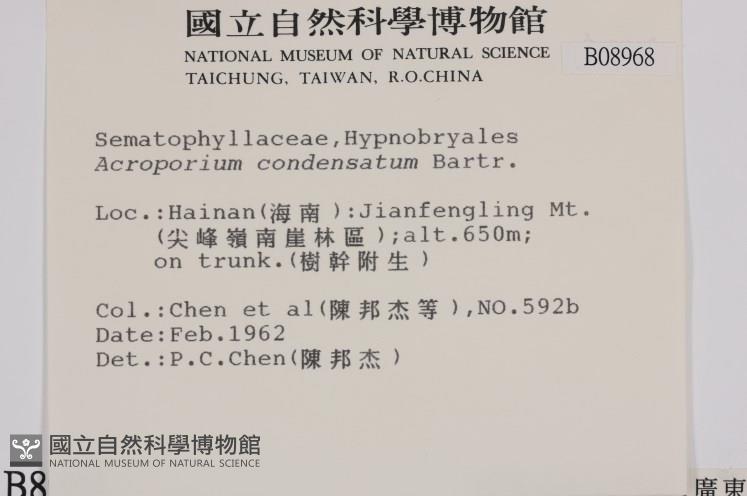 國立自然科學博物館
NATIONAL MUSEUM OF NATURAL SCIENCE
TAICHUNG, TAIWAN, R.O.CHINA
B08968
Sematophyllaceae,Hypnobryales
Acroporium condensatum Bartr.
Loc.:Hainan(海南):Jianfengling Mt.
(尖峰嶺南崖林區);alt.650m;
on trunk.(樹幹附生)
Col.:Chen et al(陳邦杰等),NO.592b
Date:Feb.1962
Det.:P.C.Chen(陳邦杰)
國立自然科學博物館
NATIONAL MUSEUM OF NATURAL SCIENCE
B8
廣東